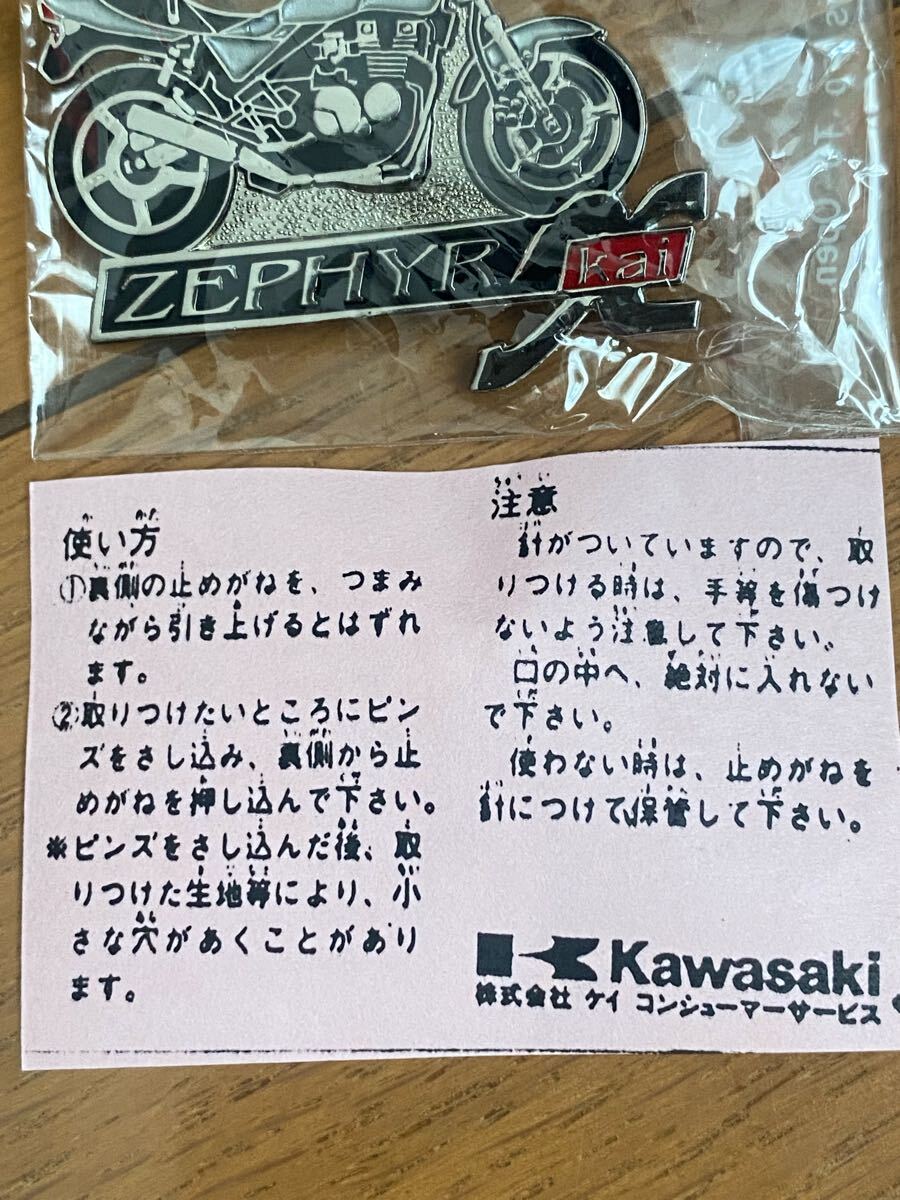 ZEPHYR χ
kai
Open
使い方
①裏側の止めがねを、つまみ
ながら引き上げるとはずれ
ます。
②取りつけたいところにピン
ズをさし込み、裏側から止
めがねを押し込んで下さい。
※ピンズをさし込んだ後、取
りつけた生地等により、小
さな穴があくことがあり
ます。
注意
針がついていますので、取
りつける時は、手等を傷つけ
ないよう注意して下さい。
口の中へ、絶対に入れない
で下さい。
使わない時は、止めがねを
針につけて保管して下さい。
Kawasaki
株式会社 ケイ コンシューマーサービス